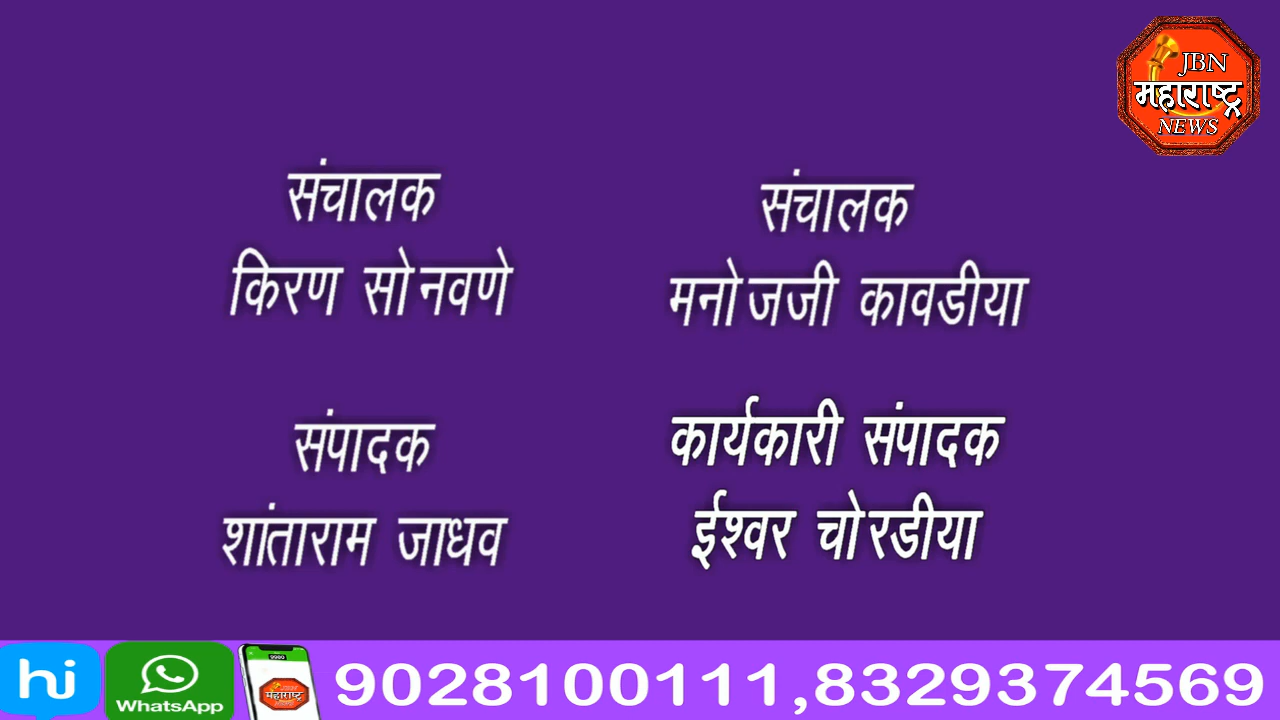 JBN
महाराष्ट्र
NEWS
संचालक
किरण सोनवणे
संचालक
मनोजजी कावडीया
संपादक
शांताराम जाधव
कार्यकारी संपादक
ईश्वर चोरडीया
hi
WhatsApp
महाराष्ट्र
9028100111,8329374569